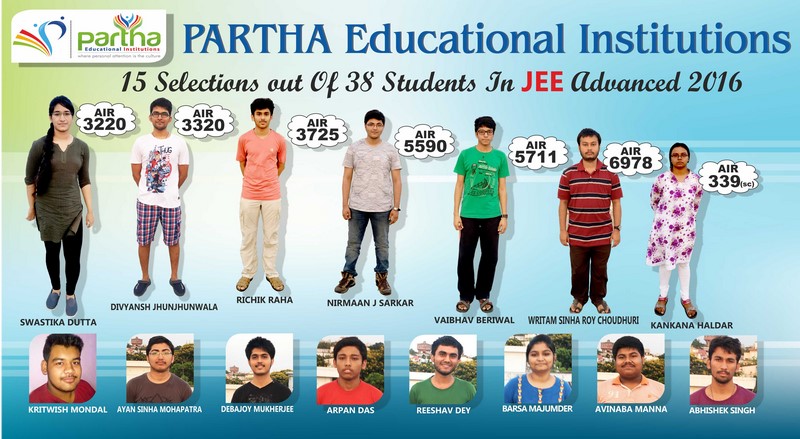 partha
Educational Institutions
where personal attention is the culture
PARTHA Educational Institutions
15 Selections out Of 38 Students In JEE Advanced 2016
AIR
3220
AIR
3320
AIR
3725
AIR
5590
AIR
5711
AIR
6978
AIR
339(SC)
SWASTIKA DUTTA
DIVYANSH JHUNJHUNWALA
RICHIK RAHA
NIRMAAN J SARKAR
VAIBHAV BERIWAL
WRITAM SINHA ROY CHOUDHURI
KANKANA HALDAR
KRITWISH MONDAL
AYAN SINHA MOHAPATRA
DEBAJOY MUKHERJEE
ARPAN DAS
REESHAV DEY
BARSA MAJUMDER
AVINABA MANNA
ABHISHEK SINGH